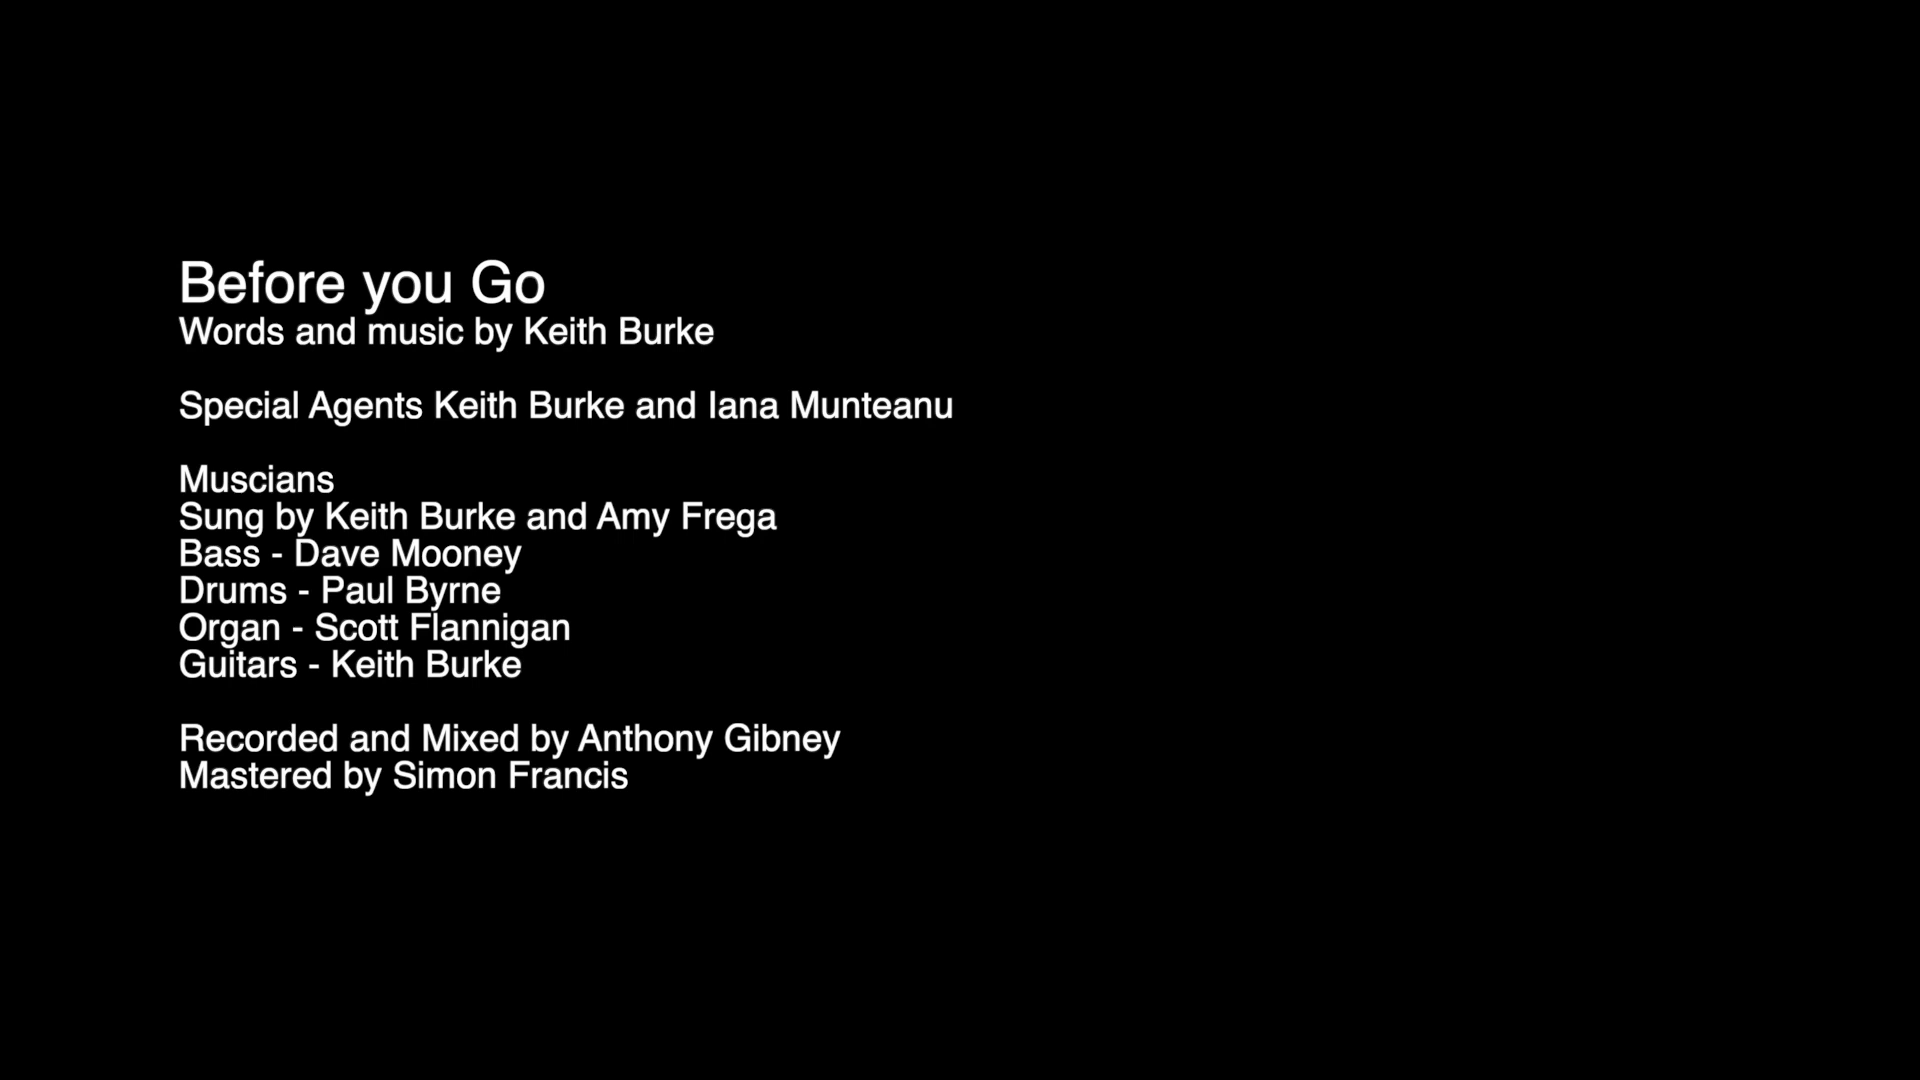 Before you Go
Words and music by Keith Burke
Special Agents Keith Burke and Iana Munteanu
Muscians
Sung by Keith Burke and Amy Frega
Bass - Dave Mooney
Drums - Paul Byrne
Organ - Scott Flannigan
Guitars - Keith Burke
Recorded and Mixed by Anthony Gibney
Mastered by Simon Francis